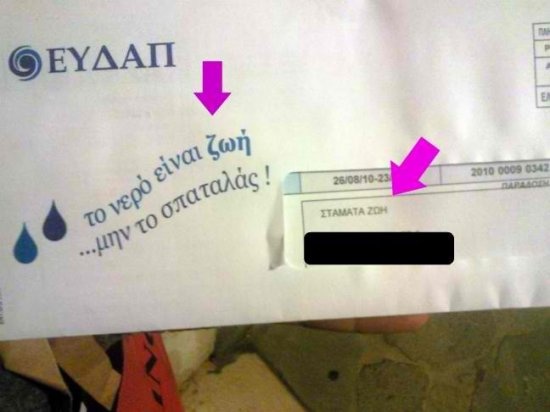 ΕΥΔΑΠ
το νερό είναι ζωή
...μην το σπαταλάς !
26/08/10-23
2010 0009 0342
ΣΤΑΜΑΤΑ ΖΩΗ